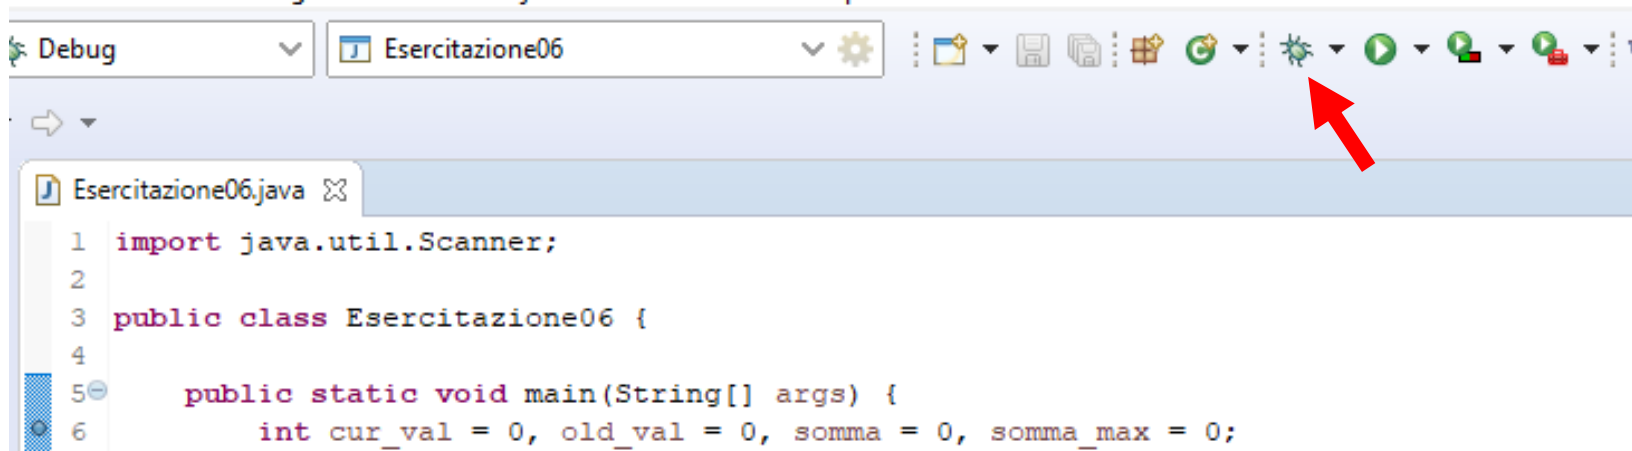 Debug Esercitazione06
Esercitazione06.java
1 import java.util.Scanner;
2
3 public class Esercitazione06 {
4
5 public static void main(String[] args) {
6 int cur_val = 0, old_val = 0, somma = 0, somma_max = 0;